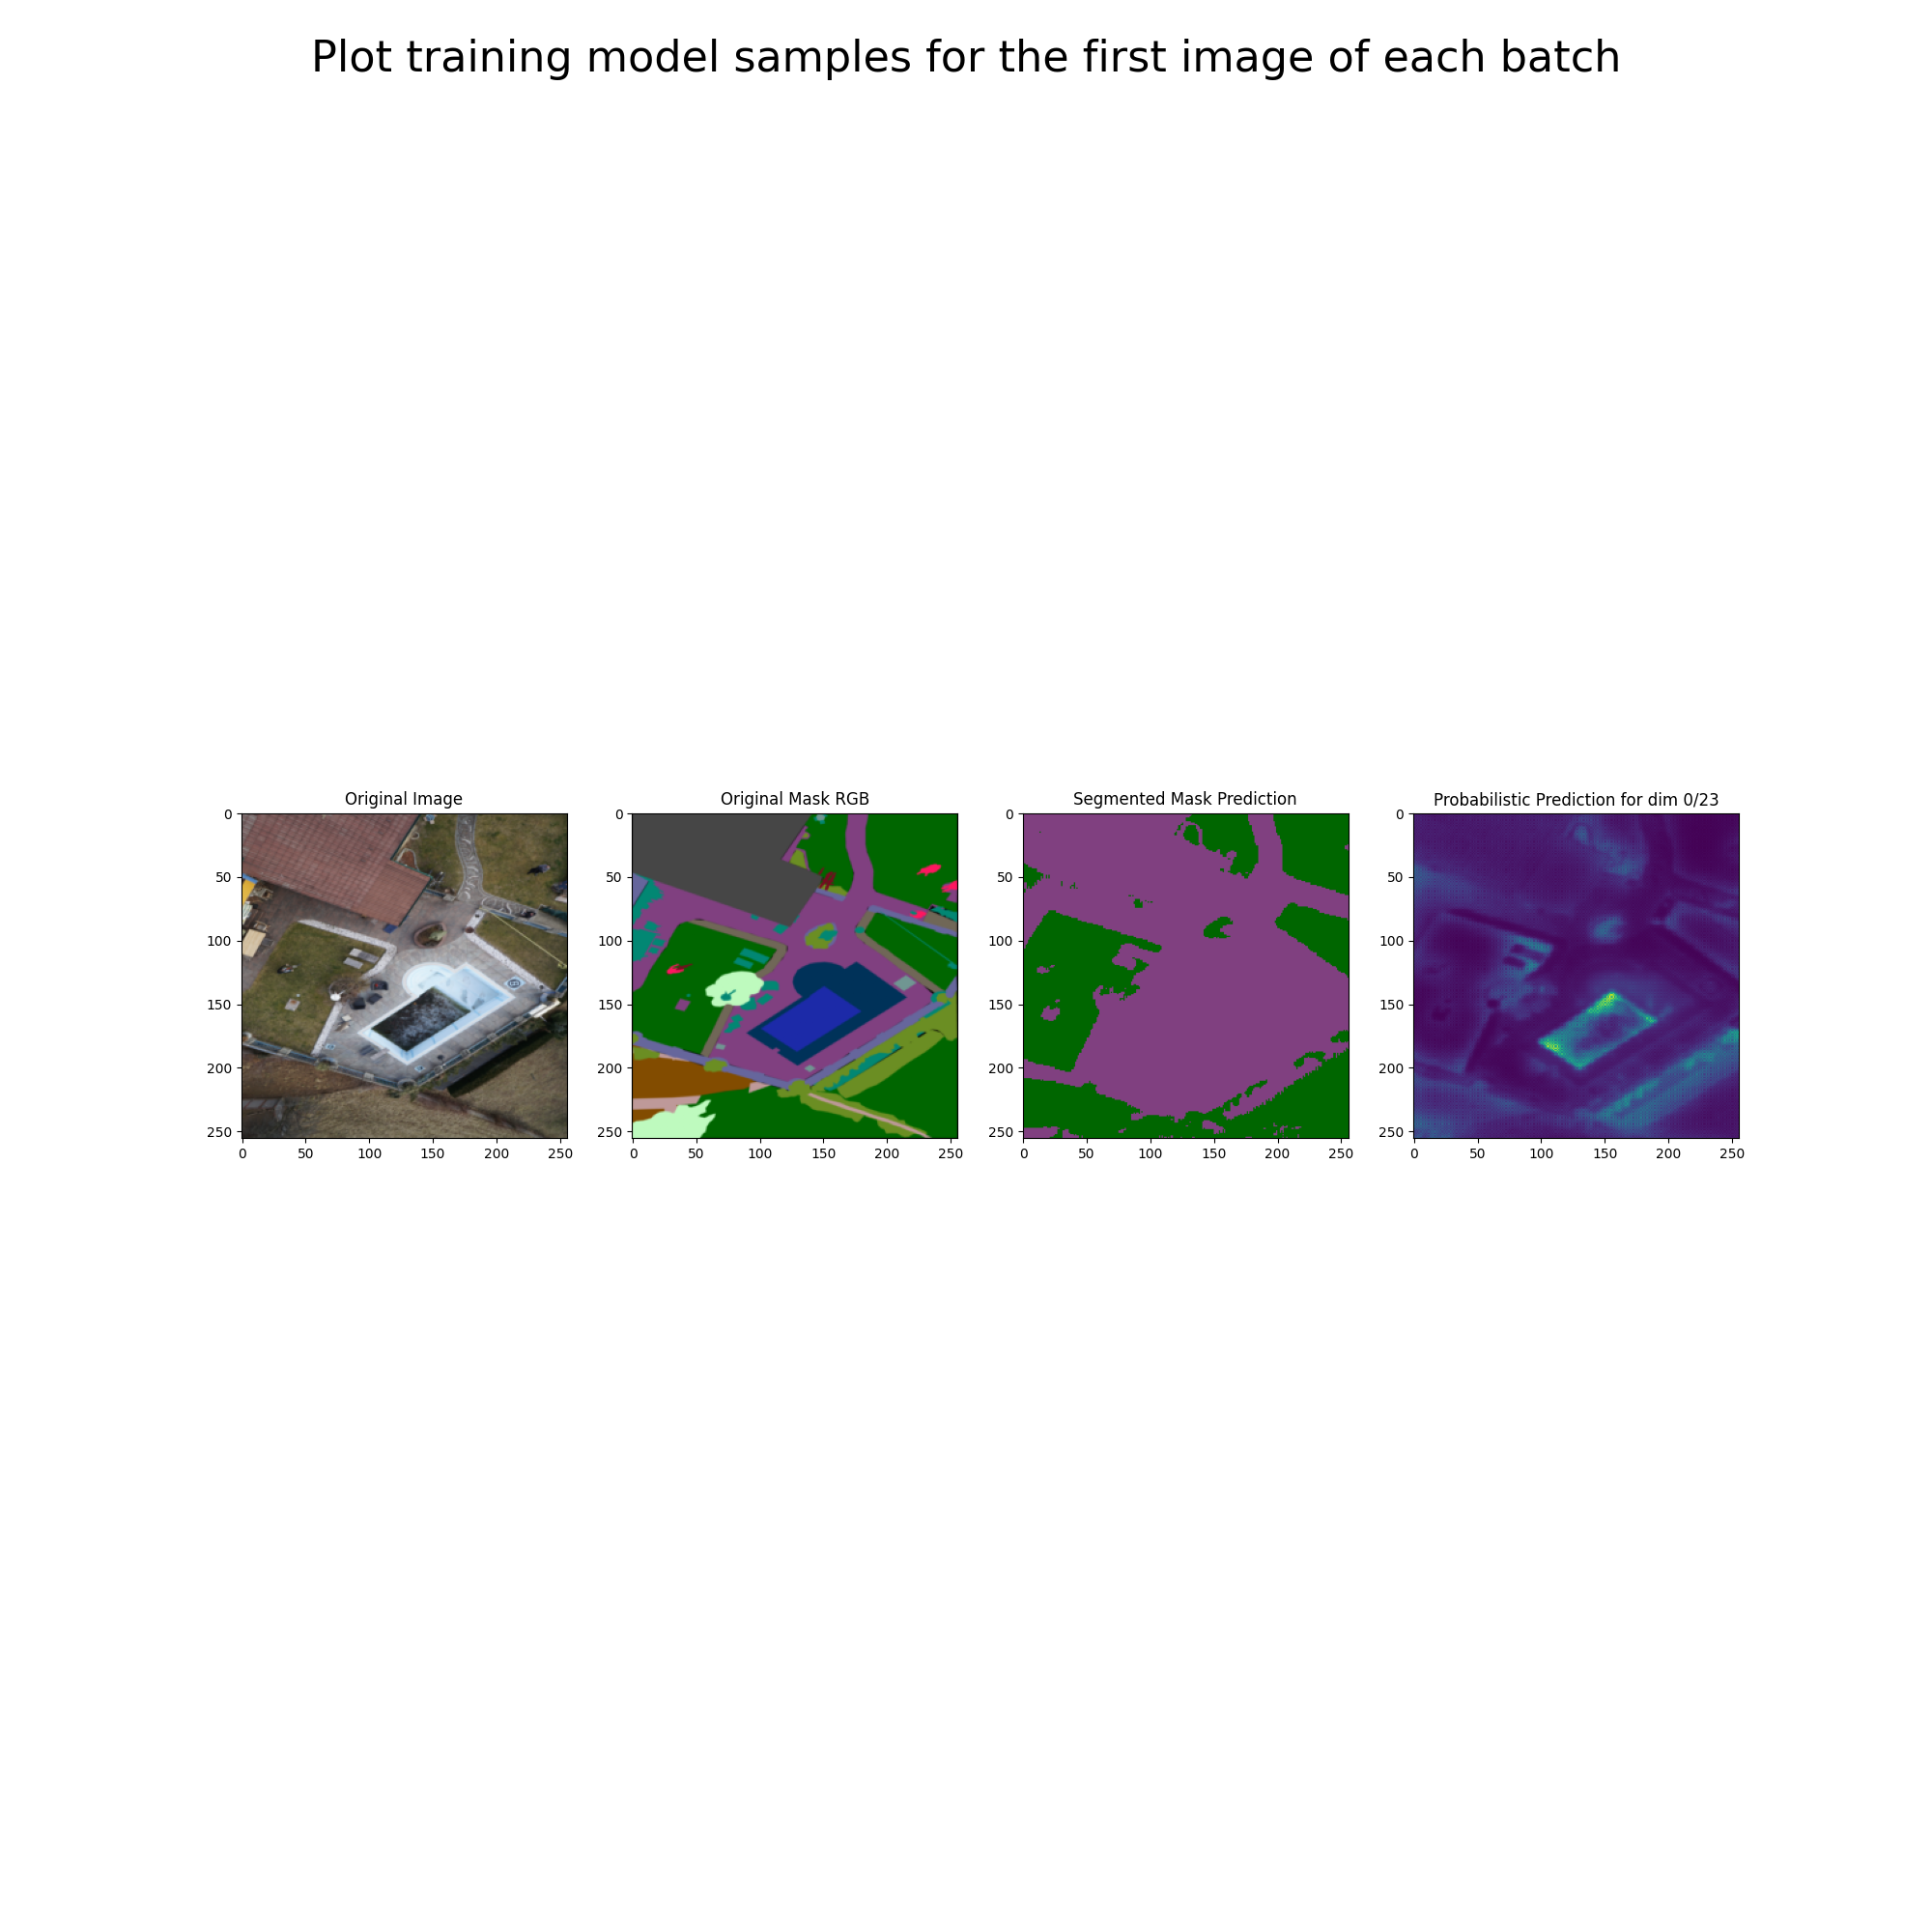 Plot training model samples for the first image of each batch
Original Image
Original Mask RGB
Segmented Mask Prediction
Probabilistic Prediction for dim 0/23
0
50
100
150
200
250
0 50 100 150 200 250
0
50
100
150
200
250
0 50 100 150 200 250
0
50
100
150
200
250
0 50 100 150 200 250
0
50
100
150
200
250
0 50 100 150 200 250